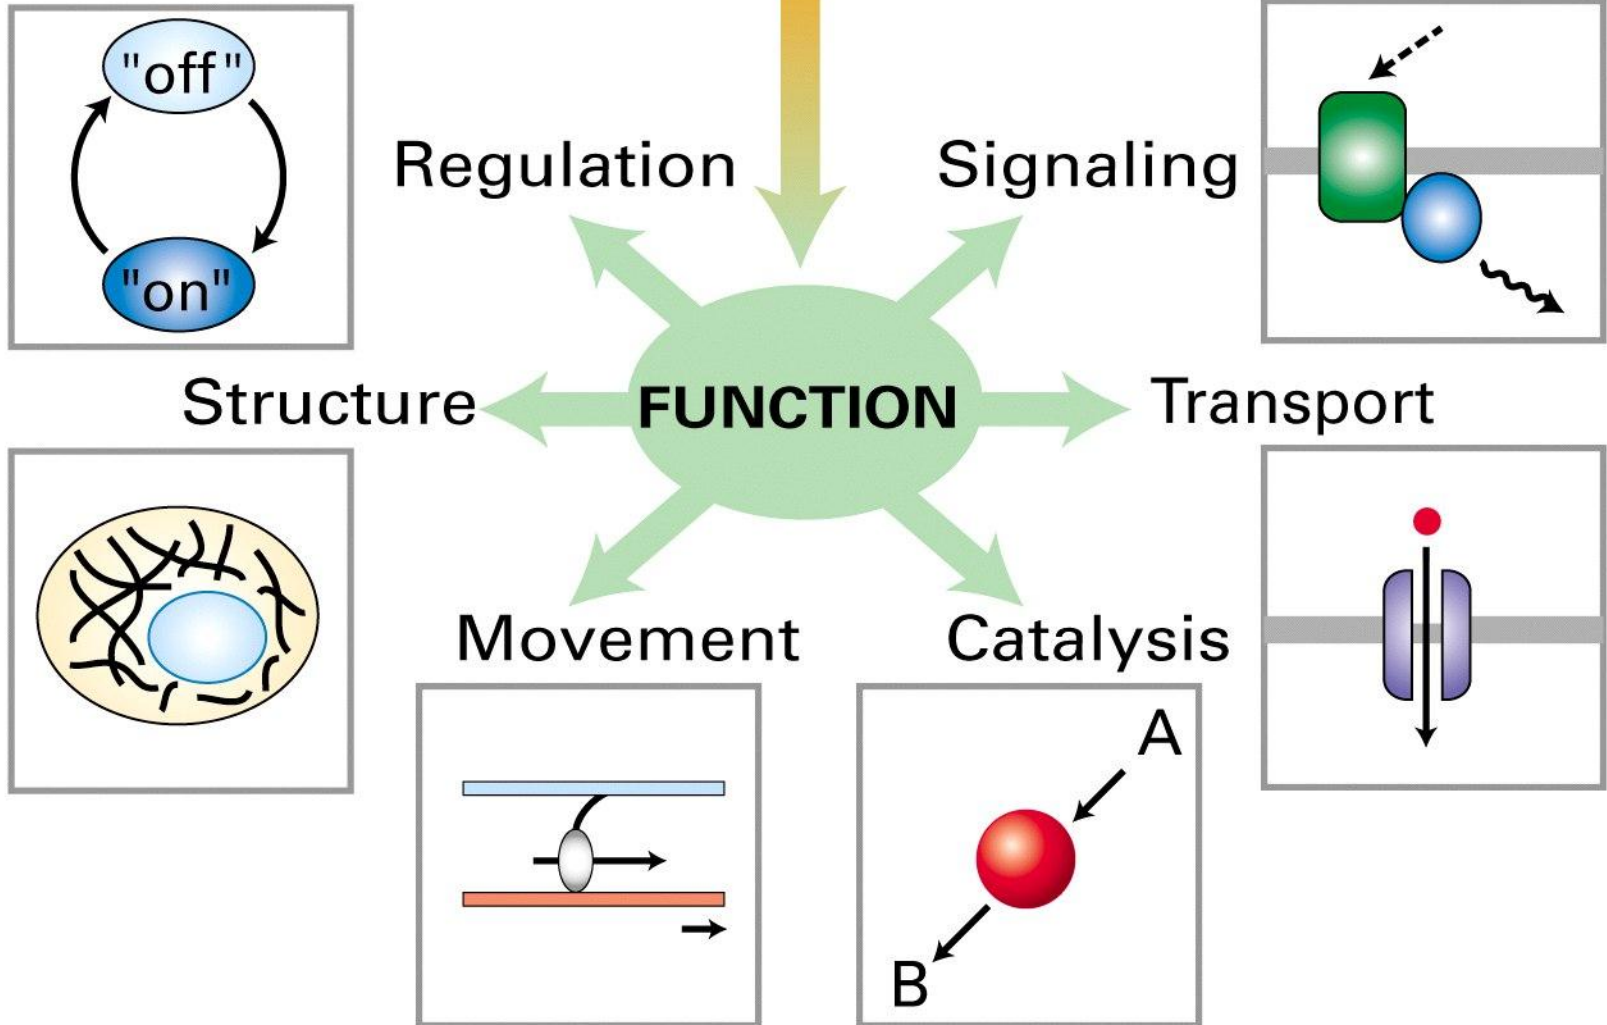 "off"
Regulation
Signaling
"on"
Structure
FUNCTION
Transport
Movement
Catalysis
A
B